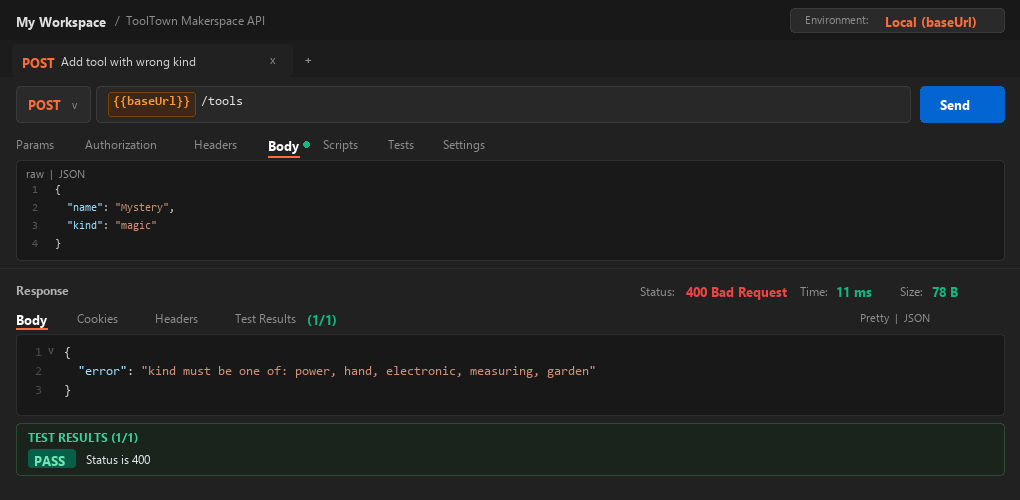 My Workspace / ToolTown Makerspace API
Environment: Local (baseUrl)
POST Add tool with wrong kind x +
POST v {{baseUrl}} /tools Send
Params Authorization Headers Body Scripts Tests Settings
raw | JSON
1 {
2 "name": "Mystery",
3 "kind": "magic"
4 }
Response Status: 400 Bad Request Time: 11 ms Size: 78 B
Body Cookies Headers Test Results (1/1) Pretty | JSON
1 v {
2 "error": "kind must be one of: power, hand, electronic, measuring, garden"
3 }
TEST RESULTS (1/1)
PASS Status is 400